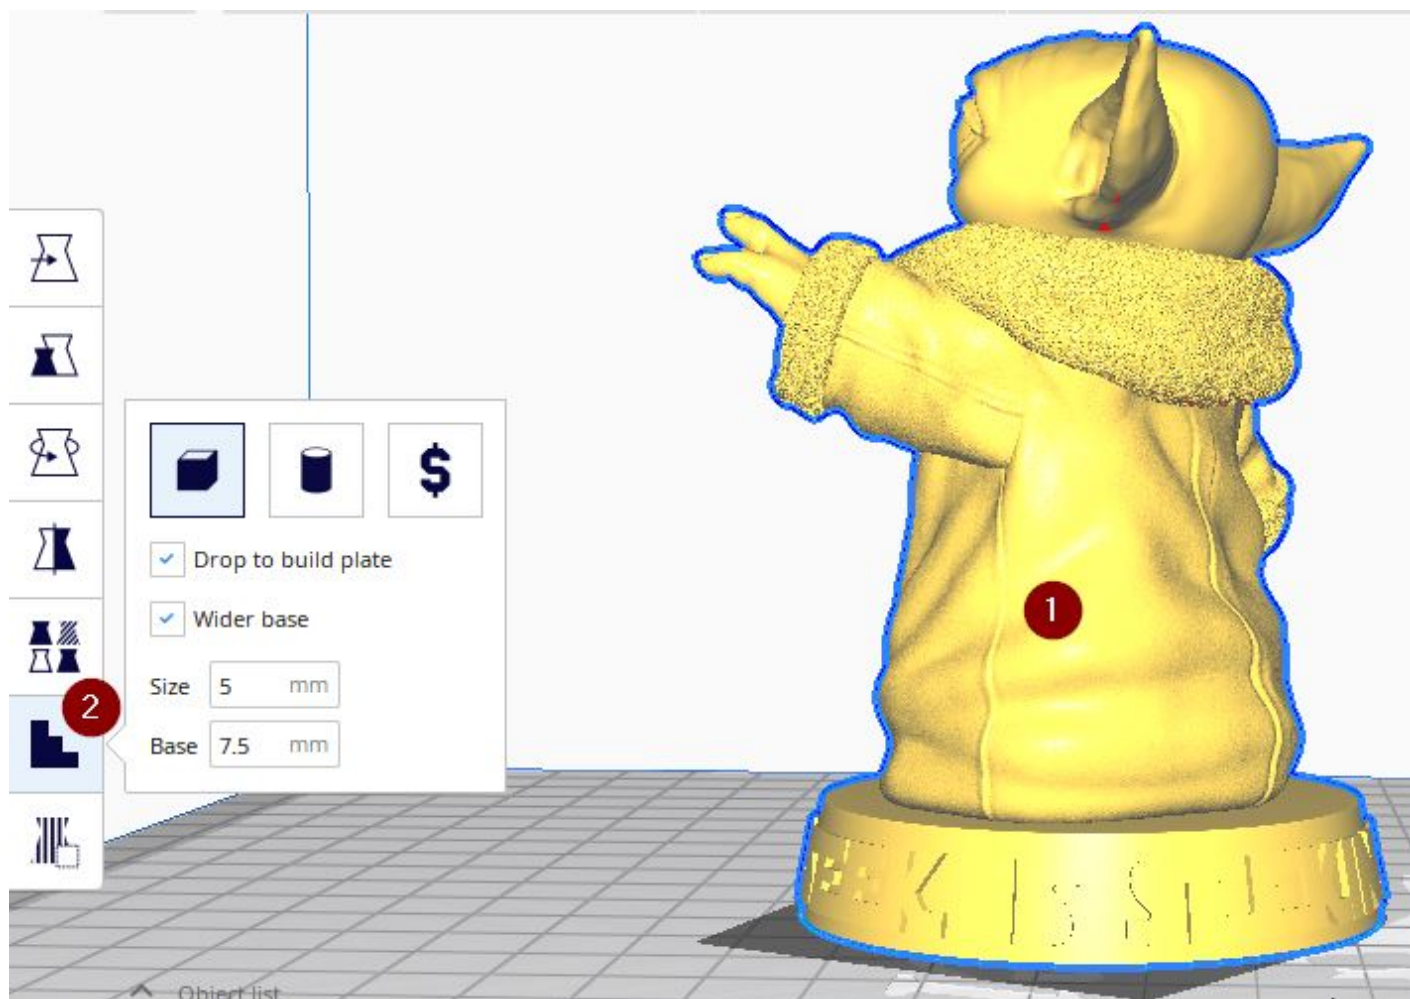 $
Drop to build plate
Wider base
Size 5 mm
Base 7.5 mm
1
2
Object list